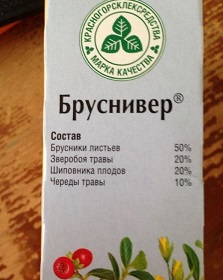 КРАСНОГОРСКЛЕКСРЕДСТВА
МАРКА КАЧЕСТВА
Бруснивер®
Состав
Брусники листьев 50%
Зверобоя травы 20%
Шиповника плодов 20%
Череды травы 10%